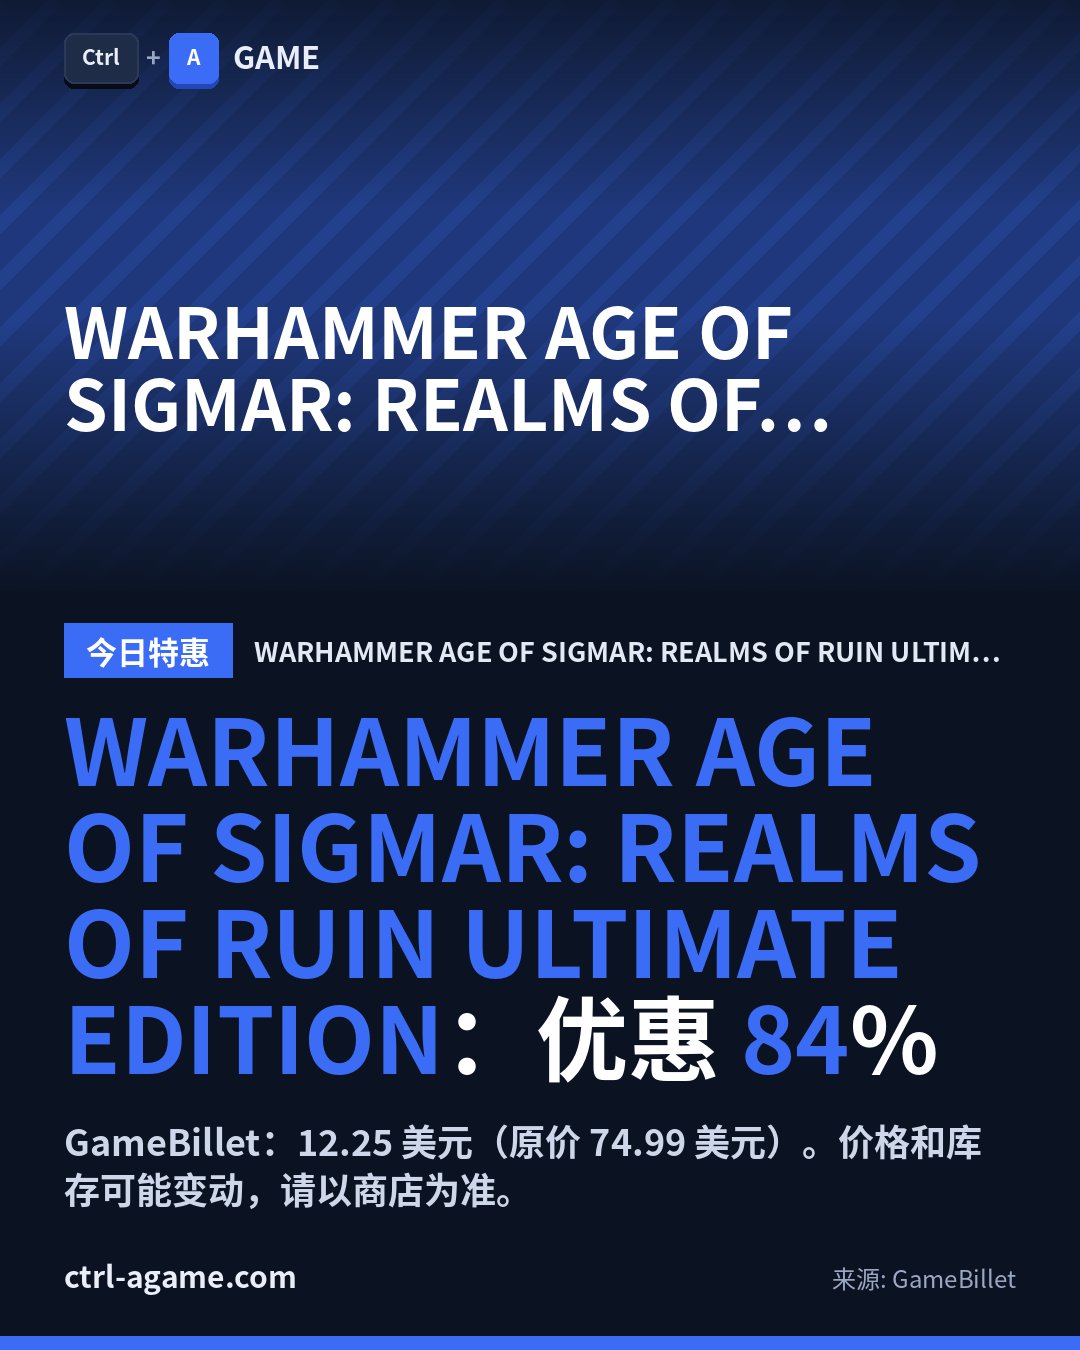 Ctrl + A GAME
WARHAMMER AGE OF
SIGMAR: REALMS OF…
今日特惠 WARHAMMER AGE OF SIGMAR: REALMS OF RUIN ULTIM…
WARHAMMER AGE
OF SIGMAR: REALMS
OF RUIN ULTIMATE
EDITION：优惠 84%
GameBillet：12.25 美元（原价 74.99 美元）。价格和库
存可能变动，请以商店为准。
ctrl-agame.com
来源: GameBillet